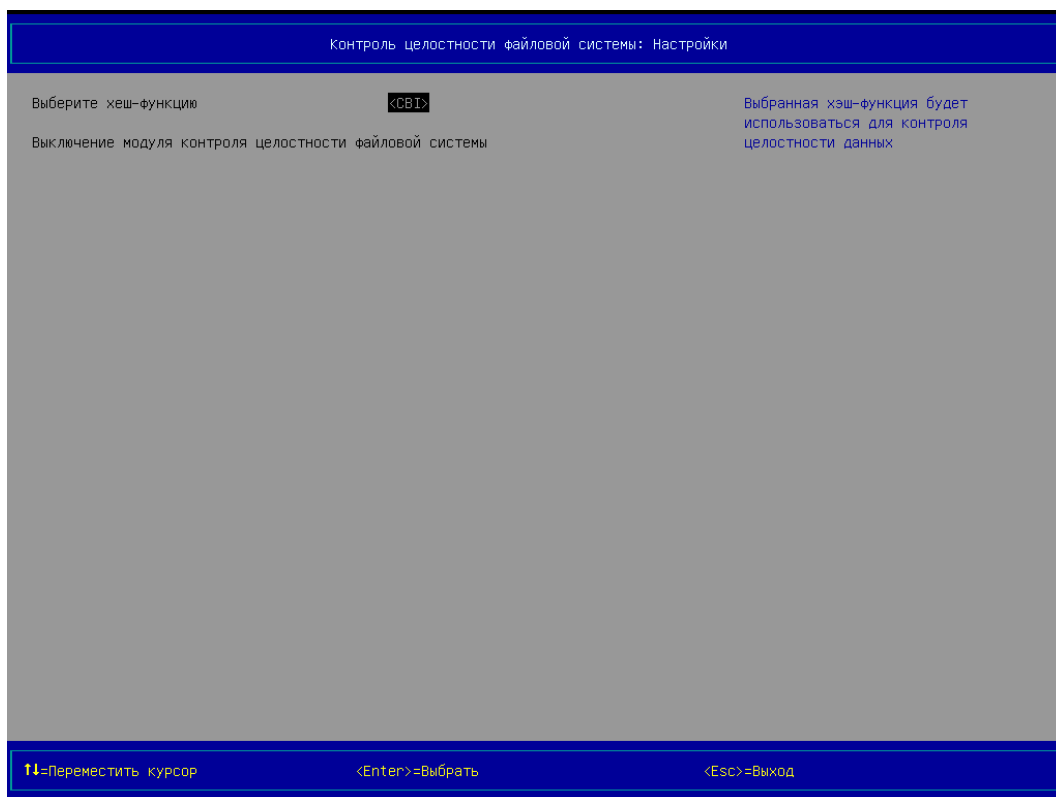 Контроль целостности файловой системы: Настройки
Выберите хеш-функцию <CBI>
Выключение модуля контроля целостности файловой системы
Выбранная хэш-функция будет
использоваться для контроля
целостности данных
↑↓=Переместить курсор <Enter>=Выбрать <Esc>=Выход